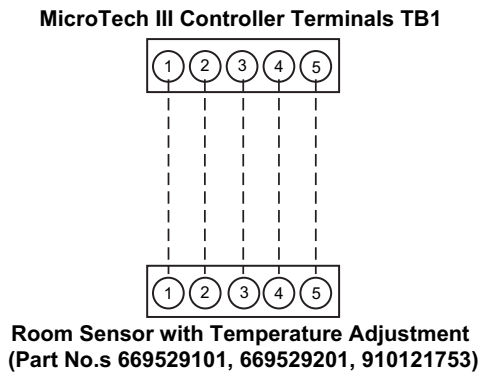 MicroTech III Controller Terminals TB1
1 2 3 4 5
1 2 3 4 5
Room Sensor with Temperature Adjustment
(Part No.s 669529101, 669529201, 910121753)